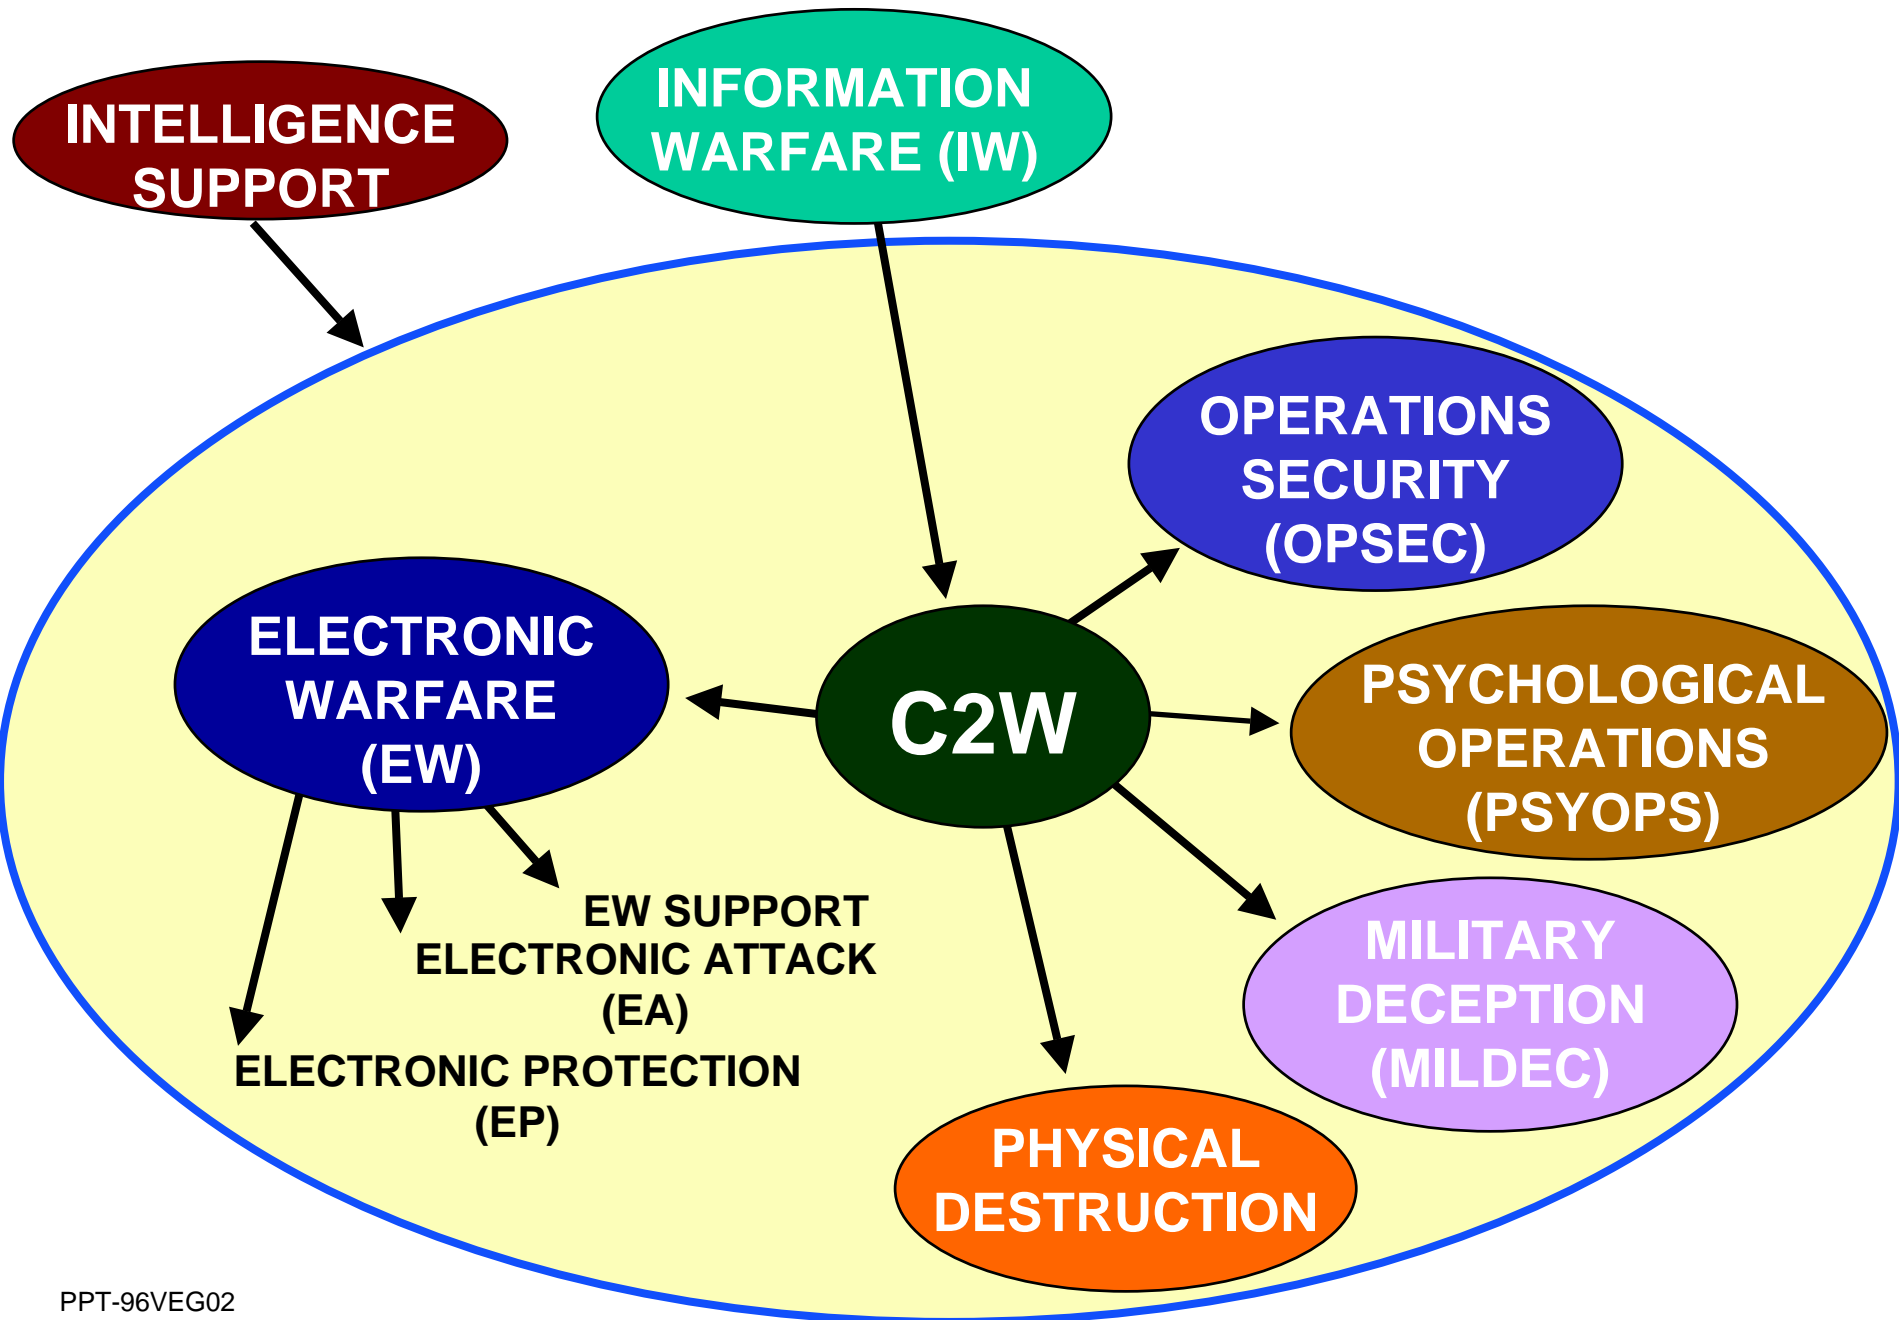 INTELLIGENCE
SUPPORT
INFORMATION
WARFARE (IW)
OPERATIONS
SECURITY
(OPSEC)
ELECTRONIC
WARFARE
(EW)
C2W
PSYCHOLOGICAL
OPERATIONS
(PSYOPS)
EW SUPPORT
ELECTRONIC ATTACK
(EA)
ELECTRONIC PROTECTION
(EP)
MILITARY
DECEPTION
(MILDEC)
PHYSICAL
DESTRUCTION
PPT-96VEG02